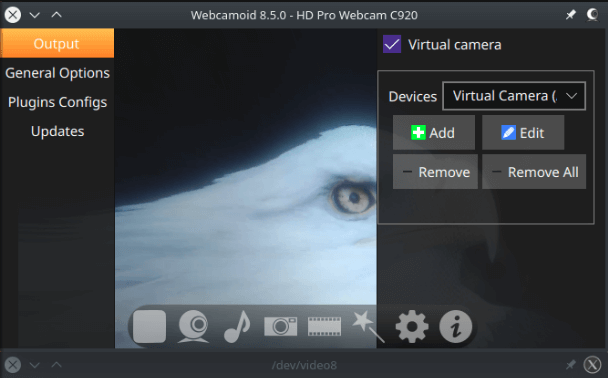 Webcamoid 8.5.0 - HD Pro Webcam C920
Output
General Options
Plugins Configs
Updates
Virtual camera
Devices Virtual Camera (/
Add Edit
Remove Remove All
/dev/video8